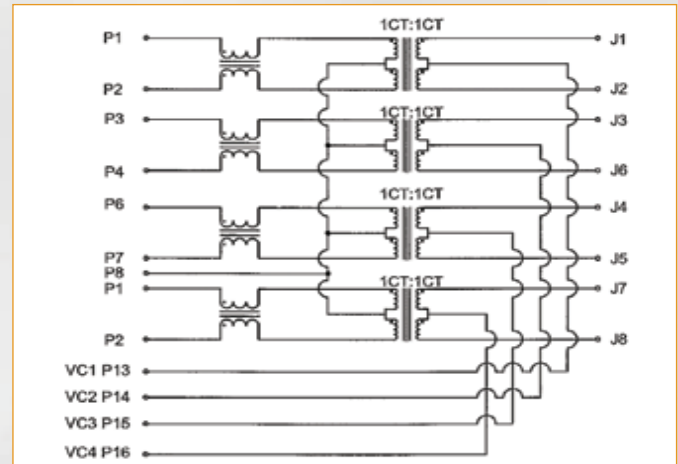 1CT:1CT
P1 J1
P2 J2
1CT:1CT
P3 J3
P4 J6
1CT:1CT
P6 J4
P7 J5
P8
1CT:1CT
P1 J7
P2 J8
VC1 P13
VC2 P14
VC3 P15
VC4 P16